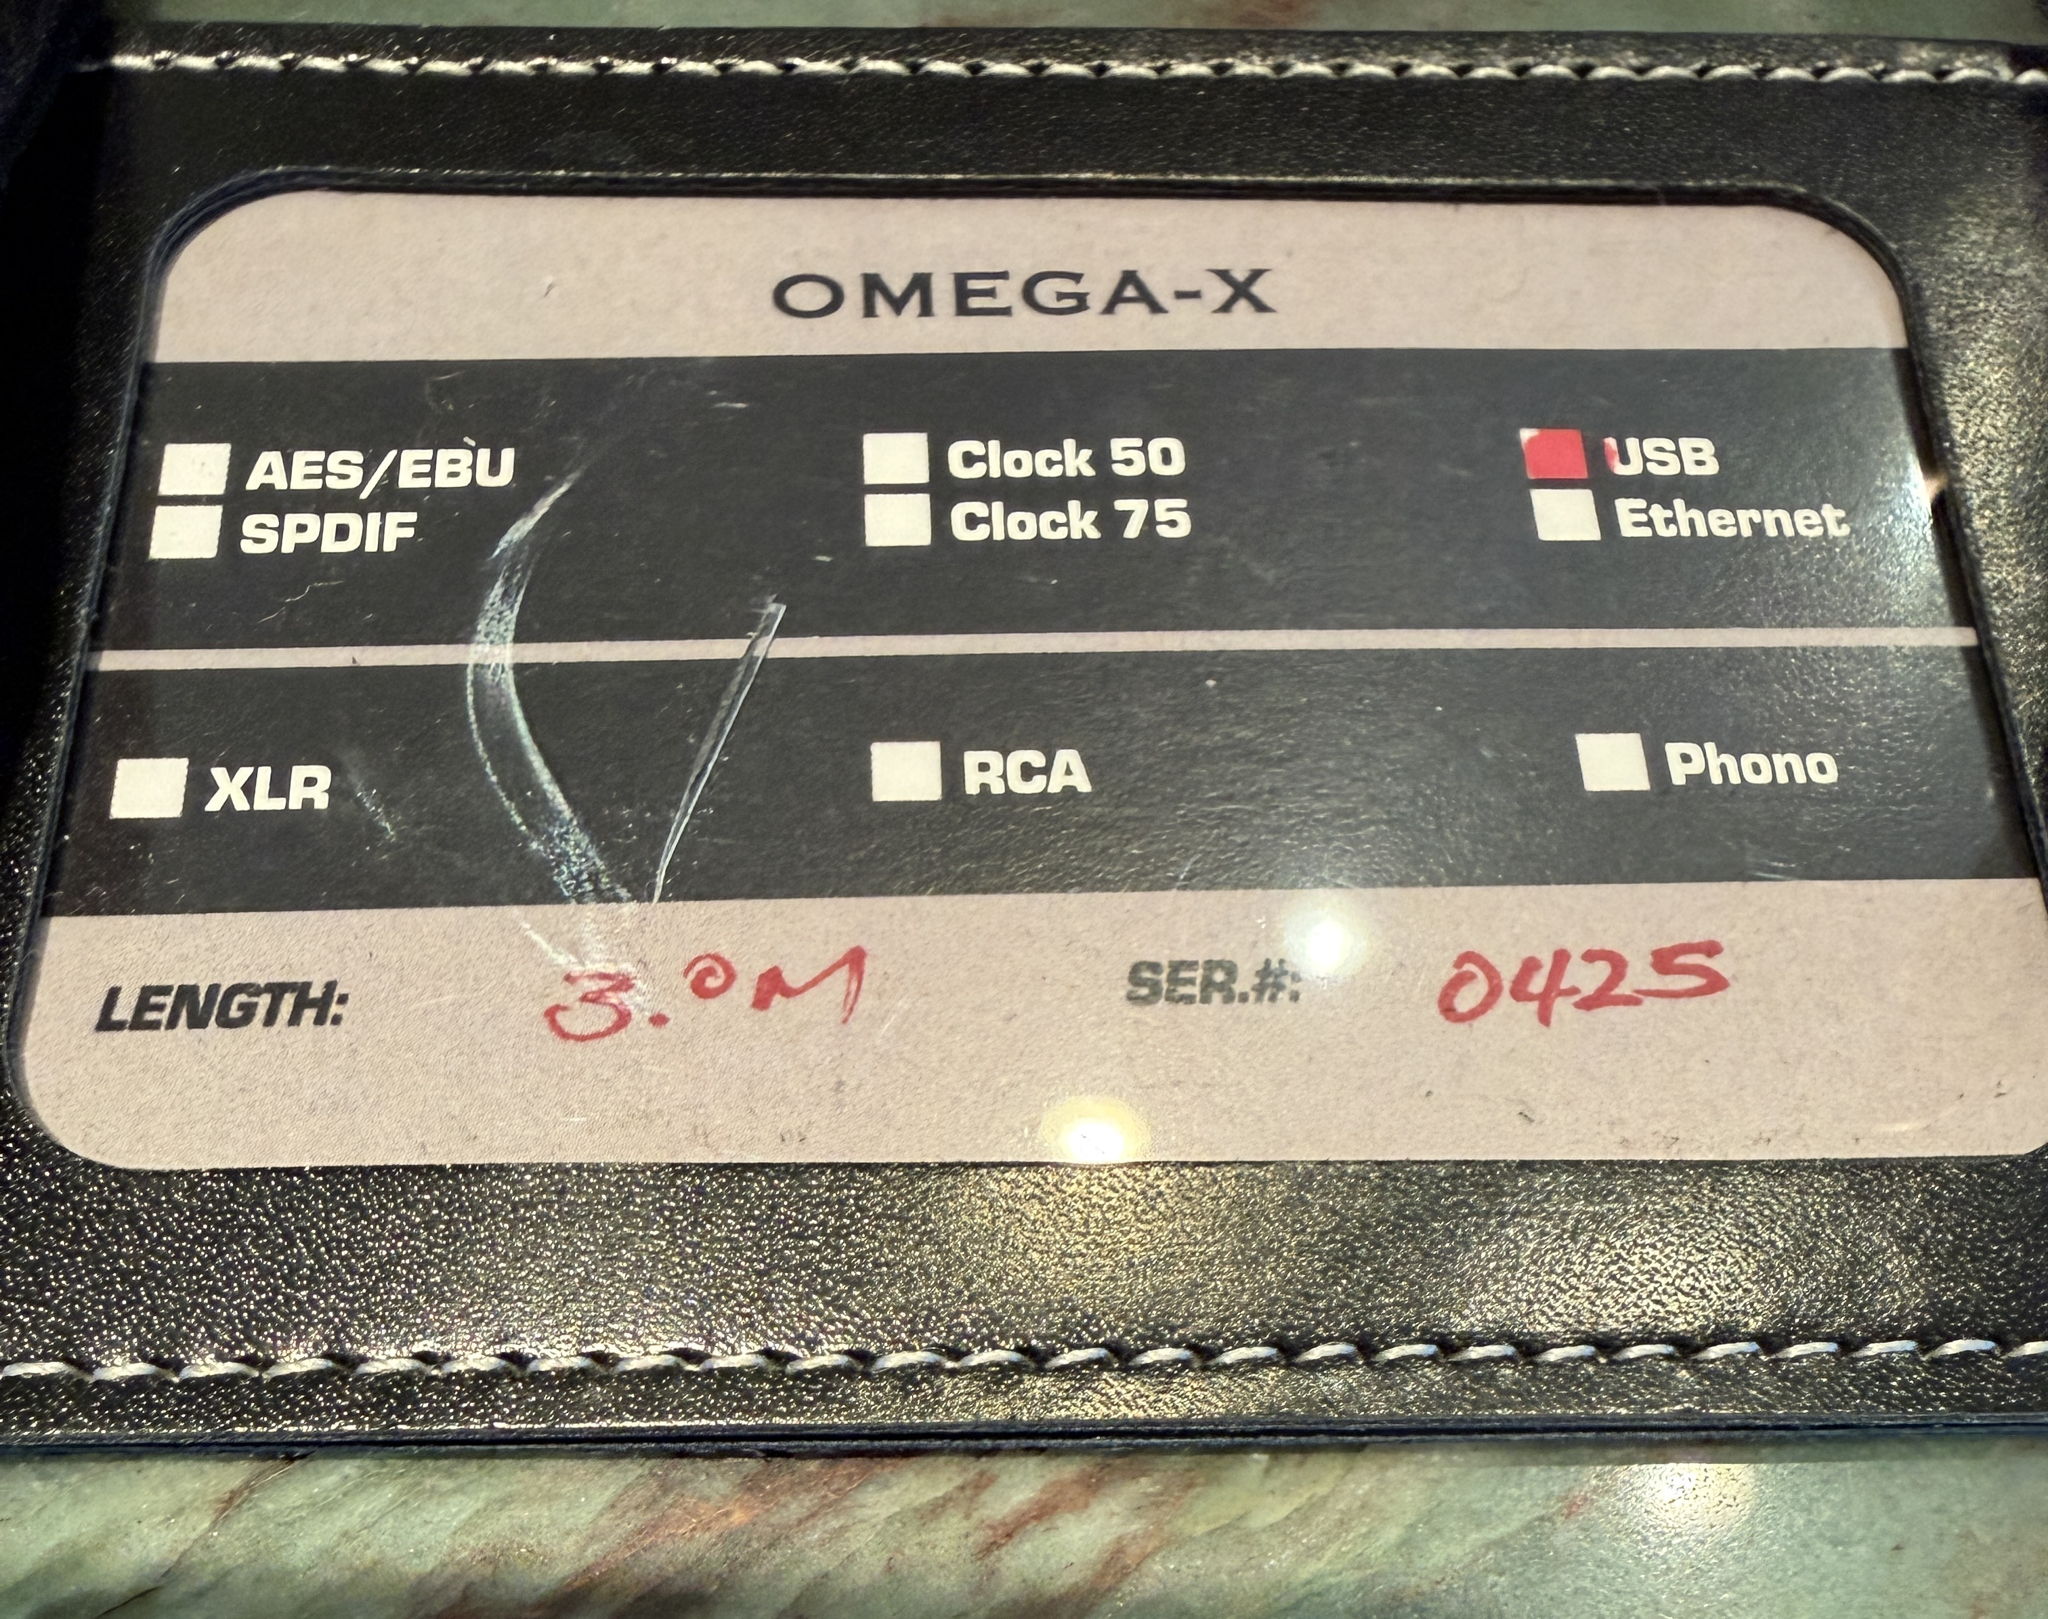 OMEGA-X
AES/EBU Clock 50 USB
SPDIF Clock 75 Ethernet
XLR RCA Phono
LENGTH: 3.0M SER.#: 0425